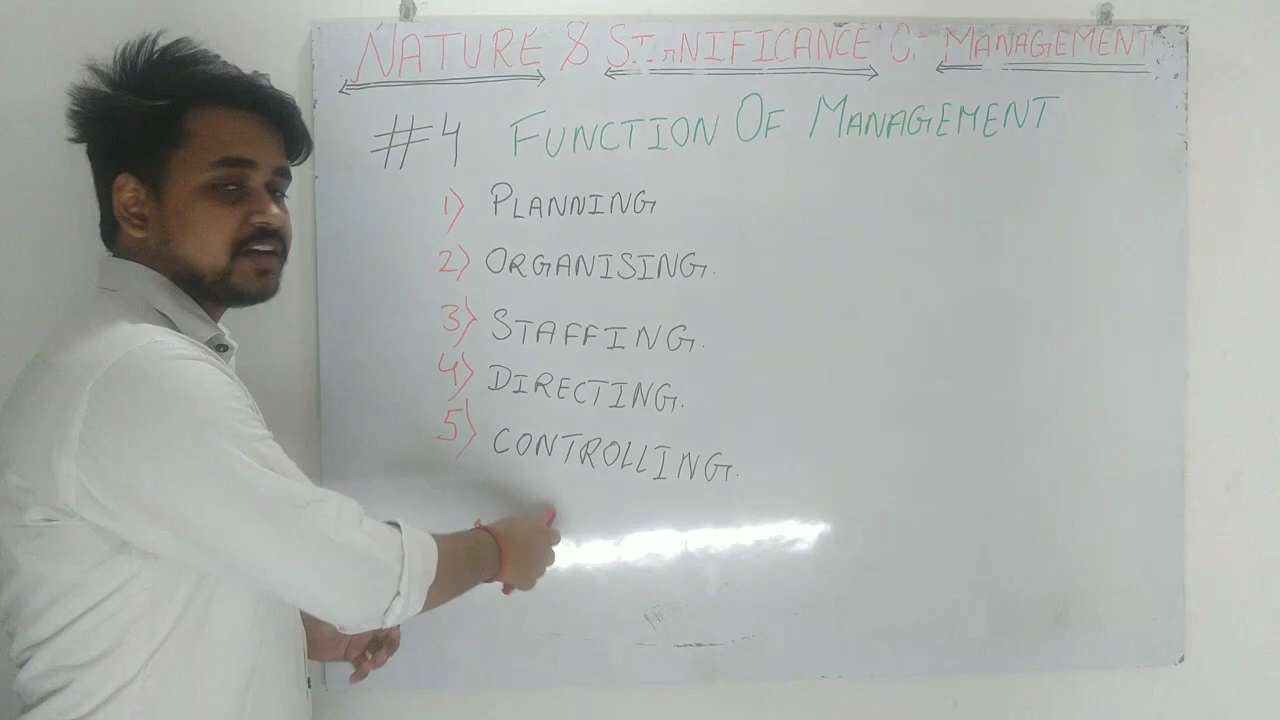 NATURE & SIGNIFICANCE O MANAGEMENT
#4 FUNCTION OF MANAGEMENT
1) PLANNING
2) ORGANISING.
3) STAFFING.
4) DIRECTING.
5) CONTROLLING.